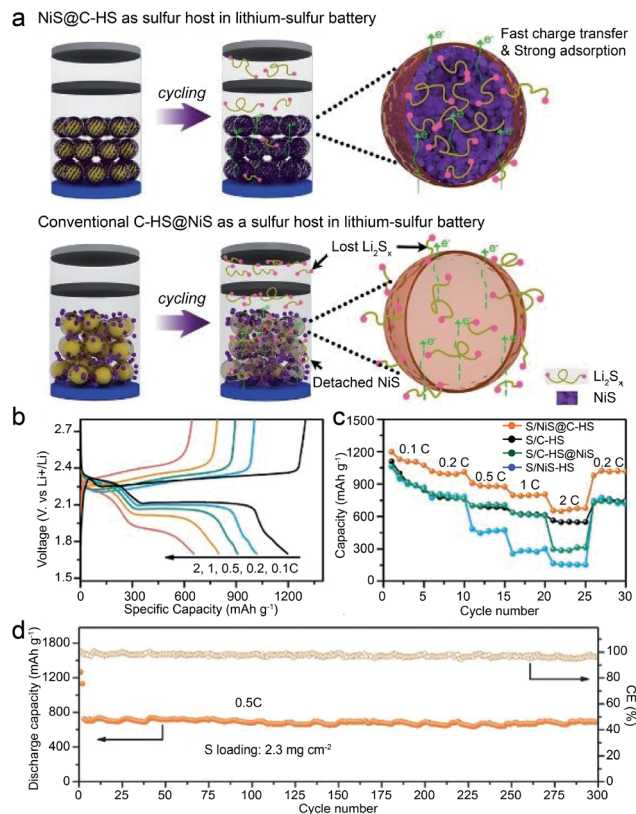 a
NiS@C-HS as sulfur host in lithium-sulfur battery
Fast charge transfer
& Strong adsorption
e-
e-
e-
cycling
e-
e-
e-
Conventional C-HS@NiS as a sulfur host in lithium-sulfur battery
Lost Li2Sx
e-
e-
cycling
e-
e-
e-
Detached NiS
Li2Sx
NiS
b
2.7
2.4
2.1
1.8
1.5
Voltage (V. vs Li+/Li)
2, 1, 0.5, 0.2, 0.1C
0 300 600 900 1200
Specific Capacity (mAh g-1)
c
1500
1200
900
600
300
0
Capacity (mAh g-1)
S/NiS@C-HS
S/C-HS
S/C-HS@NiS
S/NiS-HS
0.1 C
0.2 C
0.5 C
1 C
2 C
0.2 C
0 5 10 15 20 25 30
Cycle number
d
1800
1600
1200
800
400
0
Discharge capacity (mAh g-1)
0.5C
S loading: 2.3 mg cm-2
100
80
60
40
20
0
CE (%)
0 25 50 75 100 125 150 175 200 225 250 275 300
Cycle number